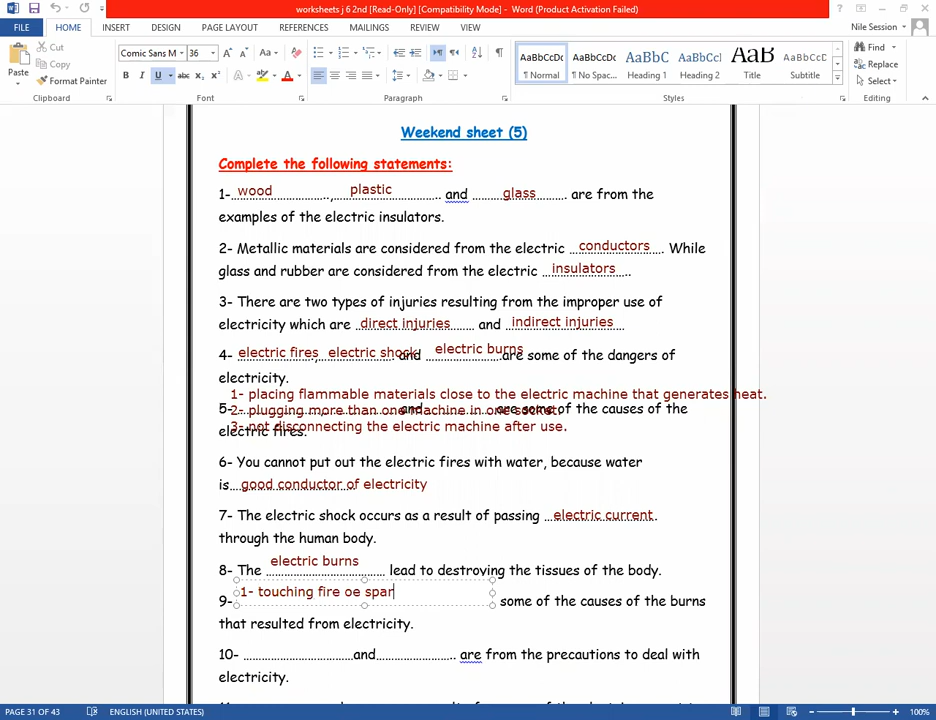 worksheets j 6 2nd [Read-Only] [Compatibility Mode] - Word (Product Activation Failed)
FILE HOME INSERT DESIGN PAGE LAYOUT REFERENCES MAILINGS REVIEW VIEW Nile Session
Paste Cut Copy Format Painter Clipboard
Comic Sans M 36 Aa B I U abc X₂ X² A A Font
Paragraph
AaBbCcDc ¶ Normal AaBbCcDc ¶ No Spac... AaBbC Heading 1 AaBbCc Heading 2 AaB Title AaBbCcC Subtitle Styles
Find Replace Select Editing
Weekend sheet (5)
Complete the following statements:
1- wood , plastic and glass are from the
examples of the electric insulators.
2- Metallic materials are considered from the electric conductors. While
glass and rubber are considered from the electric insulators..
3- There are two types of injuries resulting from the improper use of
electricity which are direct injuries and indirect injuries
4- electric fires, electric shock and electric burns are some of the dangers of
electricity.
1- placing flammable materials close to the electric machine that generates heat.
2- plugging more than one machine in one socket.
5- ........ and ........ are some of the causes of the
3- not disconnecting the electric machine after use.
electric fires.
6- You cannot put out the electric fires with water, because water
is good conductor of electricity
7- The electric shock occurs as a result of passing electric current.
through the human body.
8- The electric burns lead to destroying the tissues of the body.
1- touching fire oe spar
9- some of the causes of the burns
that resulted from electricity.
10- ........and........ are from the precautions to deal with
electricity.
PAGE 31 OF 43 ENGLISH (UNITED STATES) 100%